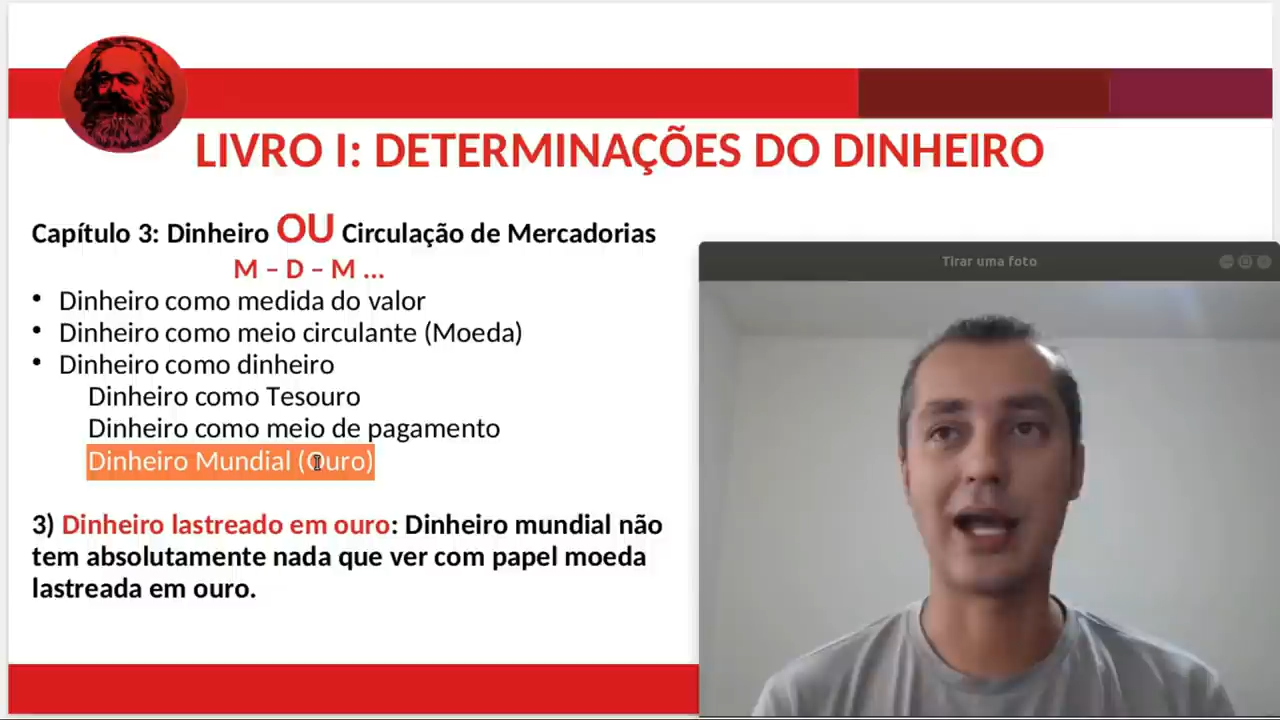 LIVRO I: DETERMINAÇÕES DO DINHEIRO
Capítulo 3: Dinheiro OU Circulação de Mercadorias
M – D – M ...
• Dinheiro como medida do valor
• Dinheiro como meio circulante (Moeda)
• Dinheiro como dinheiro
Dinheiro como Tesouro
Dinheiro como meio de pagamento
Dinheiro Mundial (Ouro)
3) Dinheiro lastreado em ouro: Dinheiro mundial não
tem absolutamente nada que ver com papel moeda
lastreada em ouro.
Tirar uma foto